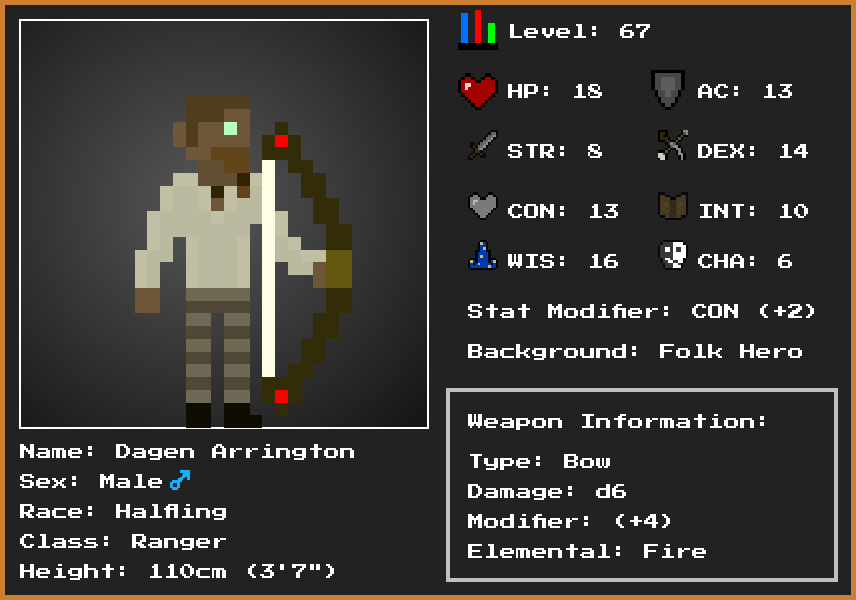 Level: 67
HP: 18 AC: 13
STR: 8 DEX: 14
CON: 13 INT: 10
WIS: 16 CHA: 6
Stat Modifier: CON (+2)
Background: Folk Hero
Weapon Information:
Type: Bow
Damage: d6
Modifier: (+4)
Elemental: Fire
Name: Dagen Arrington
Sex: Male ♂
Race: Halfling
Class: Ranger
Height: 110cm (3'7")